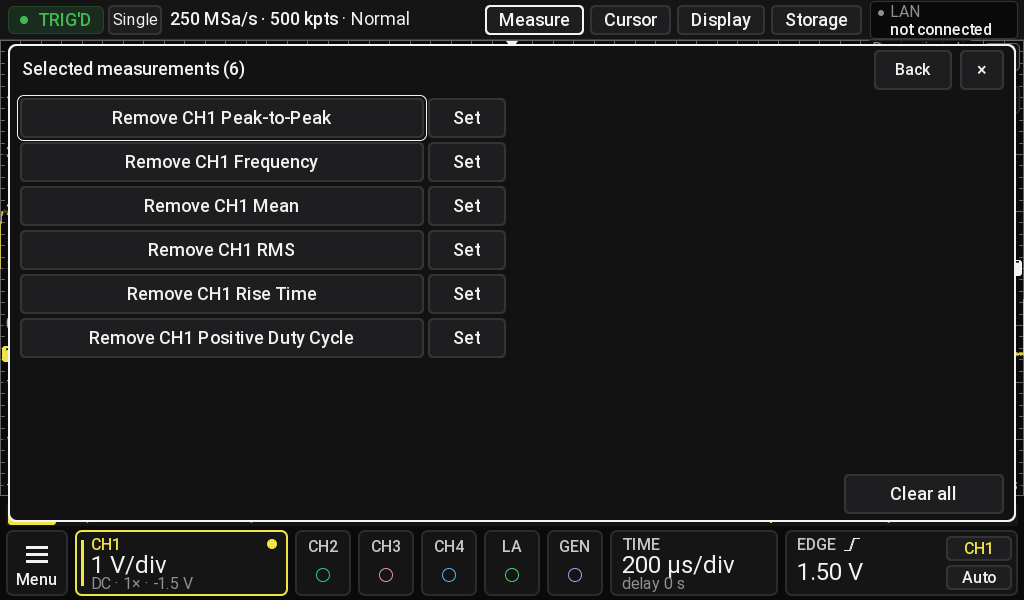 TRIG'D Single 250 MSa/s · 500 kpts · Normal Measure Cursor Display Storage LAN
not connected
Selected measurements (6) Back ×
Remove CH1 Peak-to-Peak Set
Remove CH1 Frequency Set
Remove CH1 Mean Set
Remove CH1 RMS Set
Remove CH1 Rise Time Set
Remove CH1 Positive Duty Cycle Set
Clear all
Menu
CH1
1 V/div
DC · 1× · -1.5 V
CH2
CH3
CH4
LA
GEN
TIME
200 µs/div
delay 0 s
EDGE
1.50 V
CH1
Auto